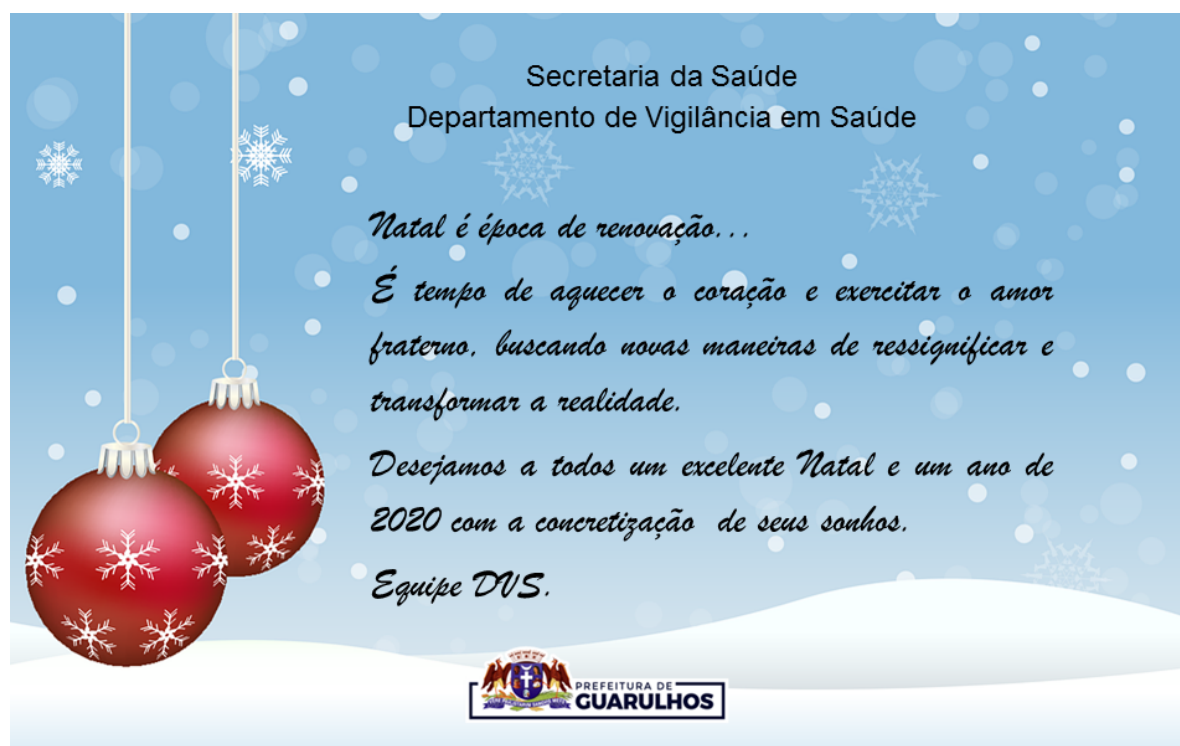 Secretaria da Saúde
Departamento de Vigilância em Saúde
Natal é época de renovação...
É tempo de aquecer o coração e exercitar o amor
fraterno, buscando novas maneiras de ressignificar e
transformar a realidade.
Desejamos a todos um excelente Natal e um ano de
2020 com a concretização de seus sonhos.
Equipe DVS.
PREFEITURA DE
GUARULHOS